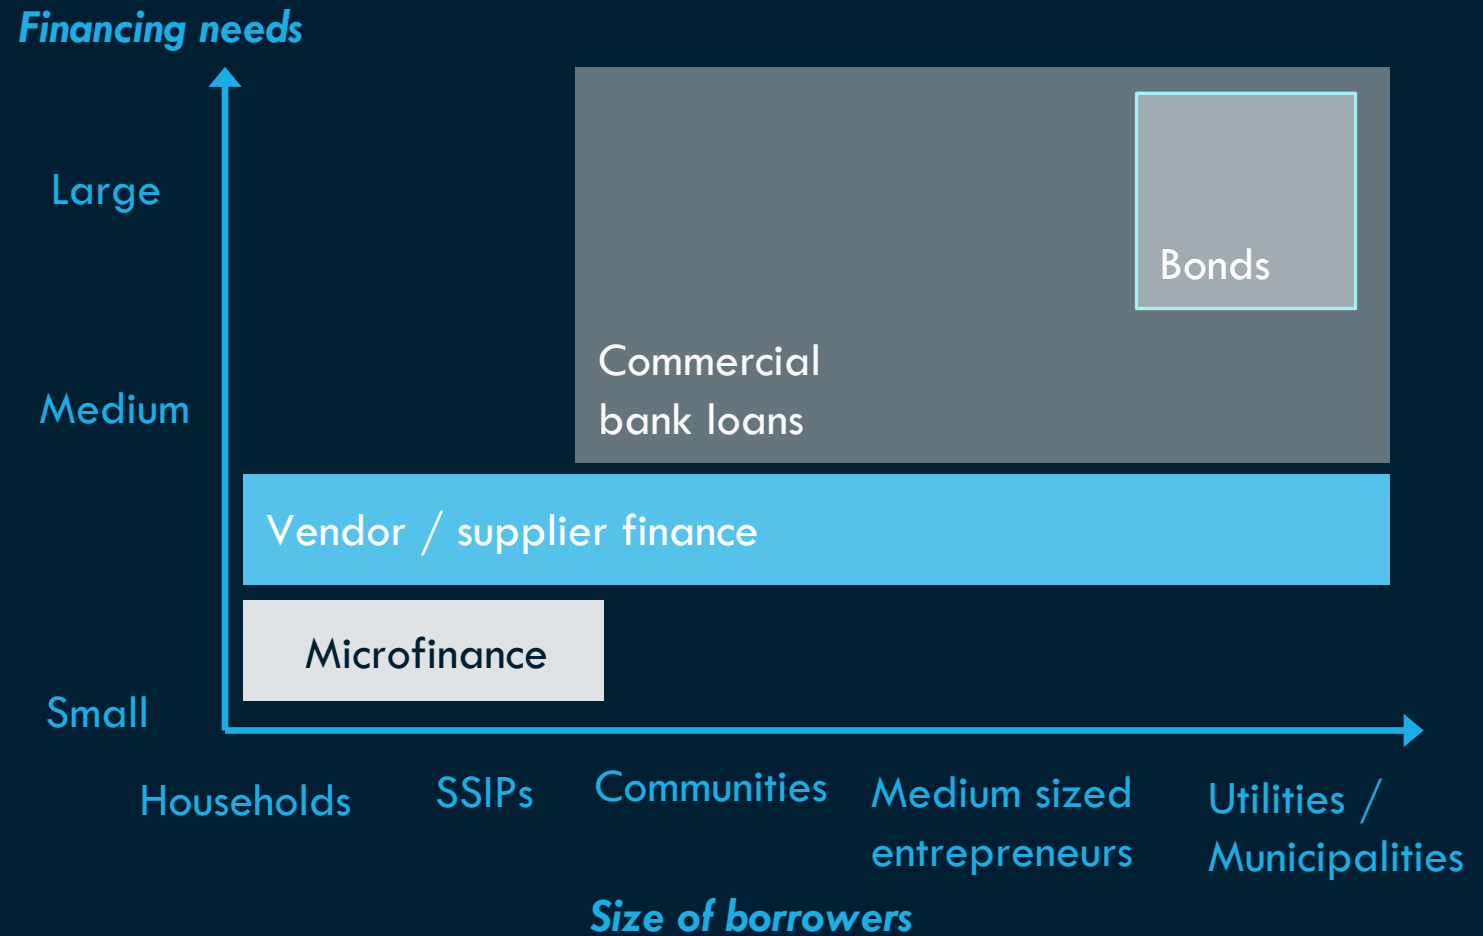 Financing needs
Large
Bonds
Commercial
bank loans
Medium
Vendor / supplier finance
Microfinance
Small
Households
SSIPs
Communities
Medium sized
entrepreneurs
Utilities /
Municipalities
Size of borrowers